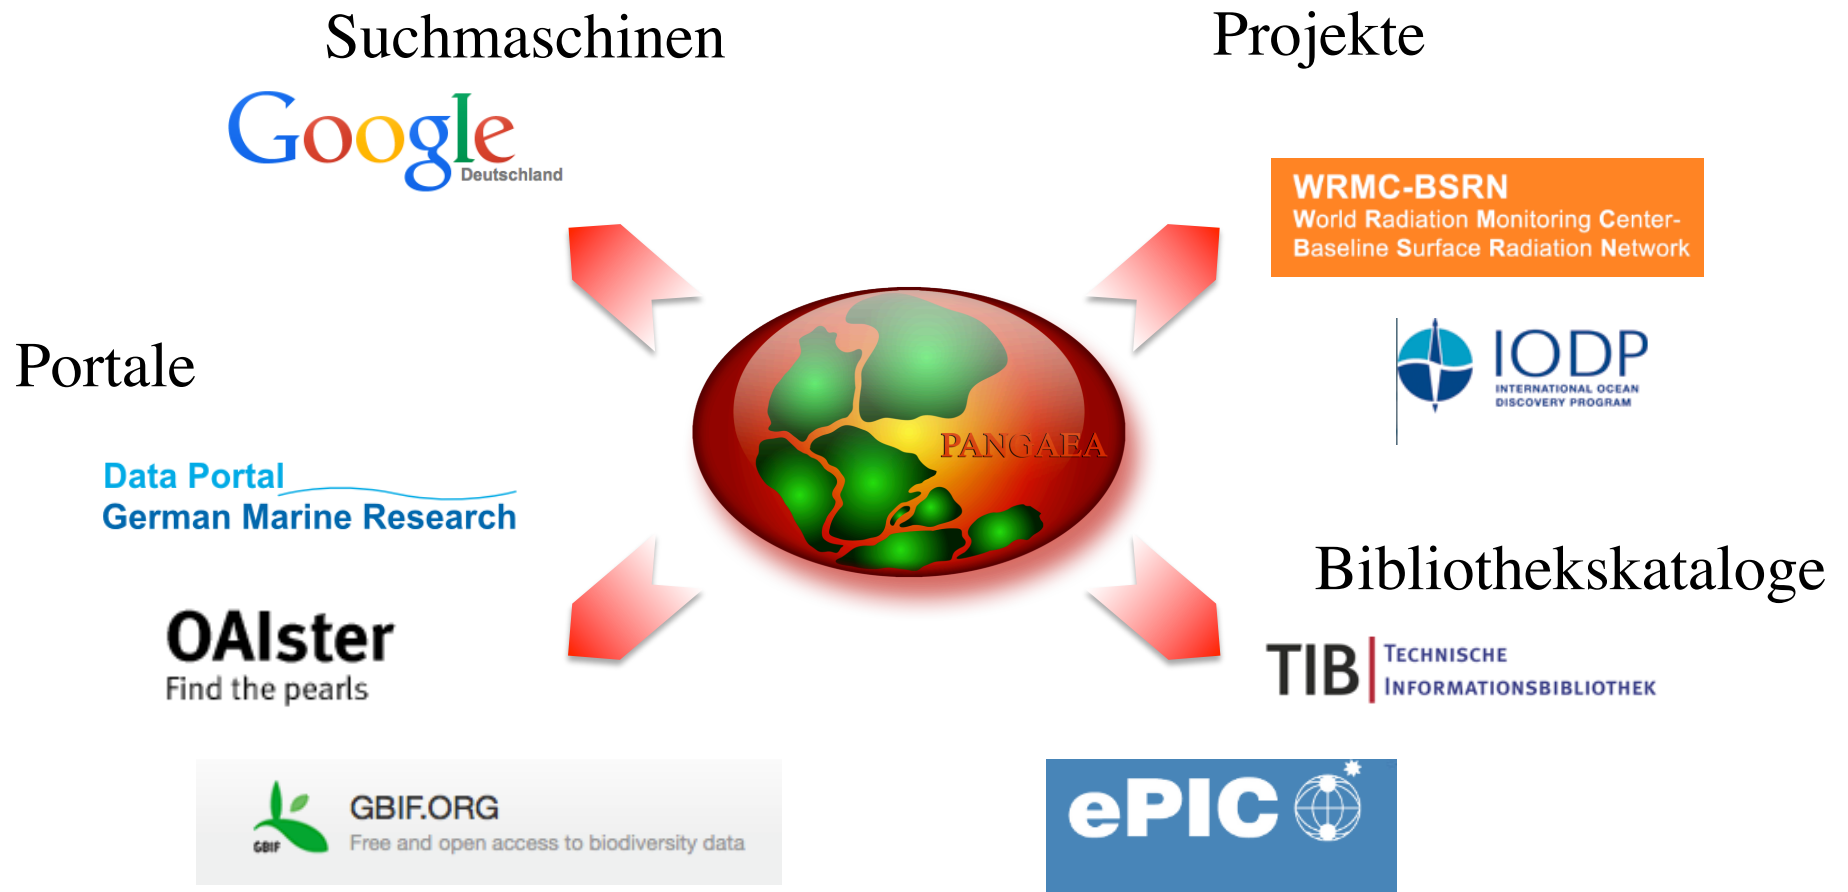 Suchmaschinen
Google
Deutschland
Projekte
WRMC-BSRN
World Radiation Monitoring Center-
Baseline Surface Radiation Network
IODP
INTERNATIONAL OCEAN
DISCOVERY PROGRAM
Portale
Data Portal
German Marine Research
OAIster
Find the pearls
GBIF
GBIF.ORG
Free and open access to biodiversity data
PANGAEA
Bibliothekskataloge
TIB
TECHNISCHE
INFORMATIONSBIBLIOTHEK
ePIC